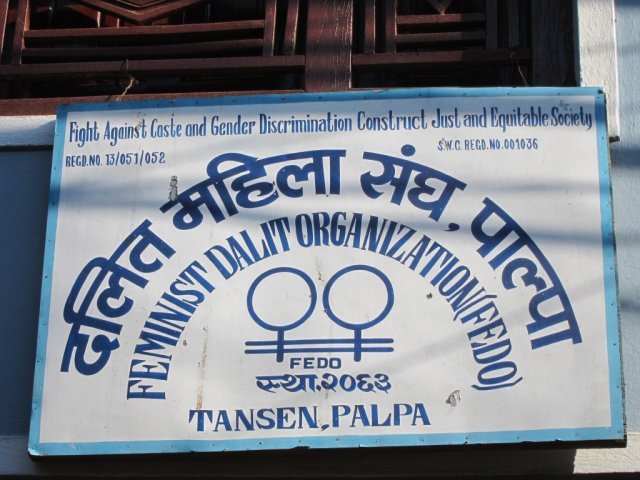 Fight Against Caste and Gender Discrimination Construct Just and Equitable Society
REGD.NO. 13/051/052
S.W.C. REGD.NO.001036
दलित महिला संघ, पाल्पा
FEMINIST DALIT ORGANIZATION(FEDO)
FEDO
स्था.२०६३
TANSEN, PALPA